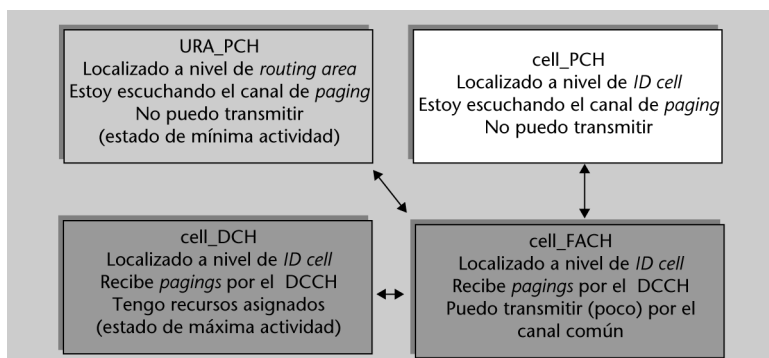 URA_PCH
Localizado a nivel de routing area
Estoy escuchando el canal de paging
No puedo transmitir
(estado de mínima actividad)
cell_PCH
Localizado a nivel de ID cell
Estoy escuchando el canal de paging
No puedo transmitir
cell_DCH
Localizado a nivel de ID cell
Recibe pagings por el DCCH
Tengo recursos asignados
(estado de máxima actividad)
cell_FACH
Localizado a nivel de ID cell
Recibe pagings por el DCCH
Puedo transmitir (poco) por el
canal común